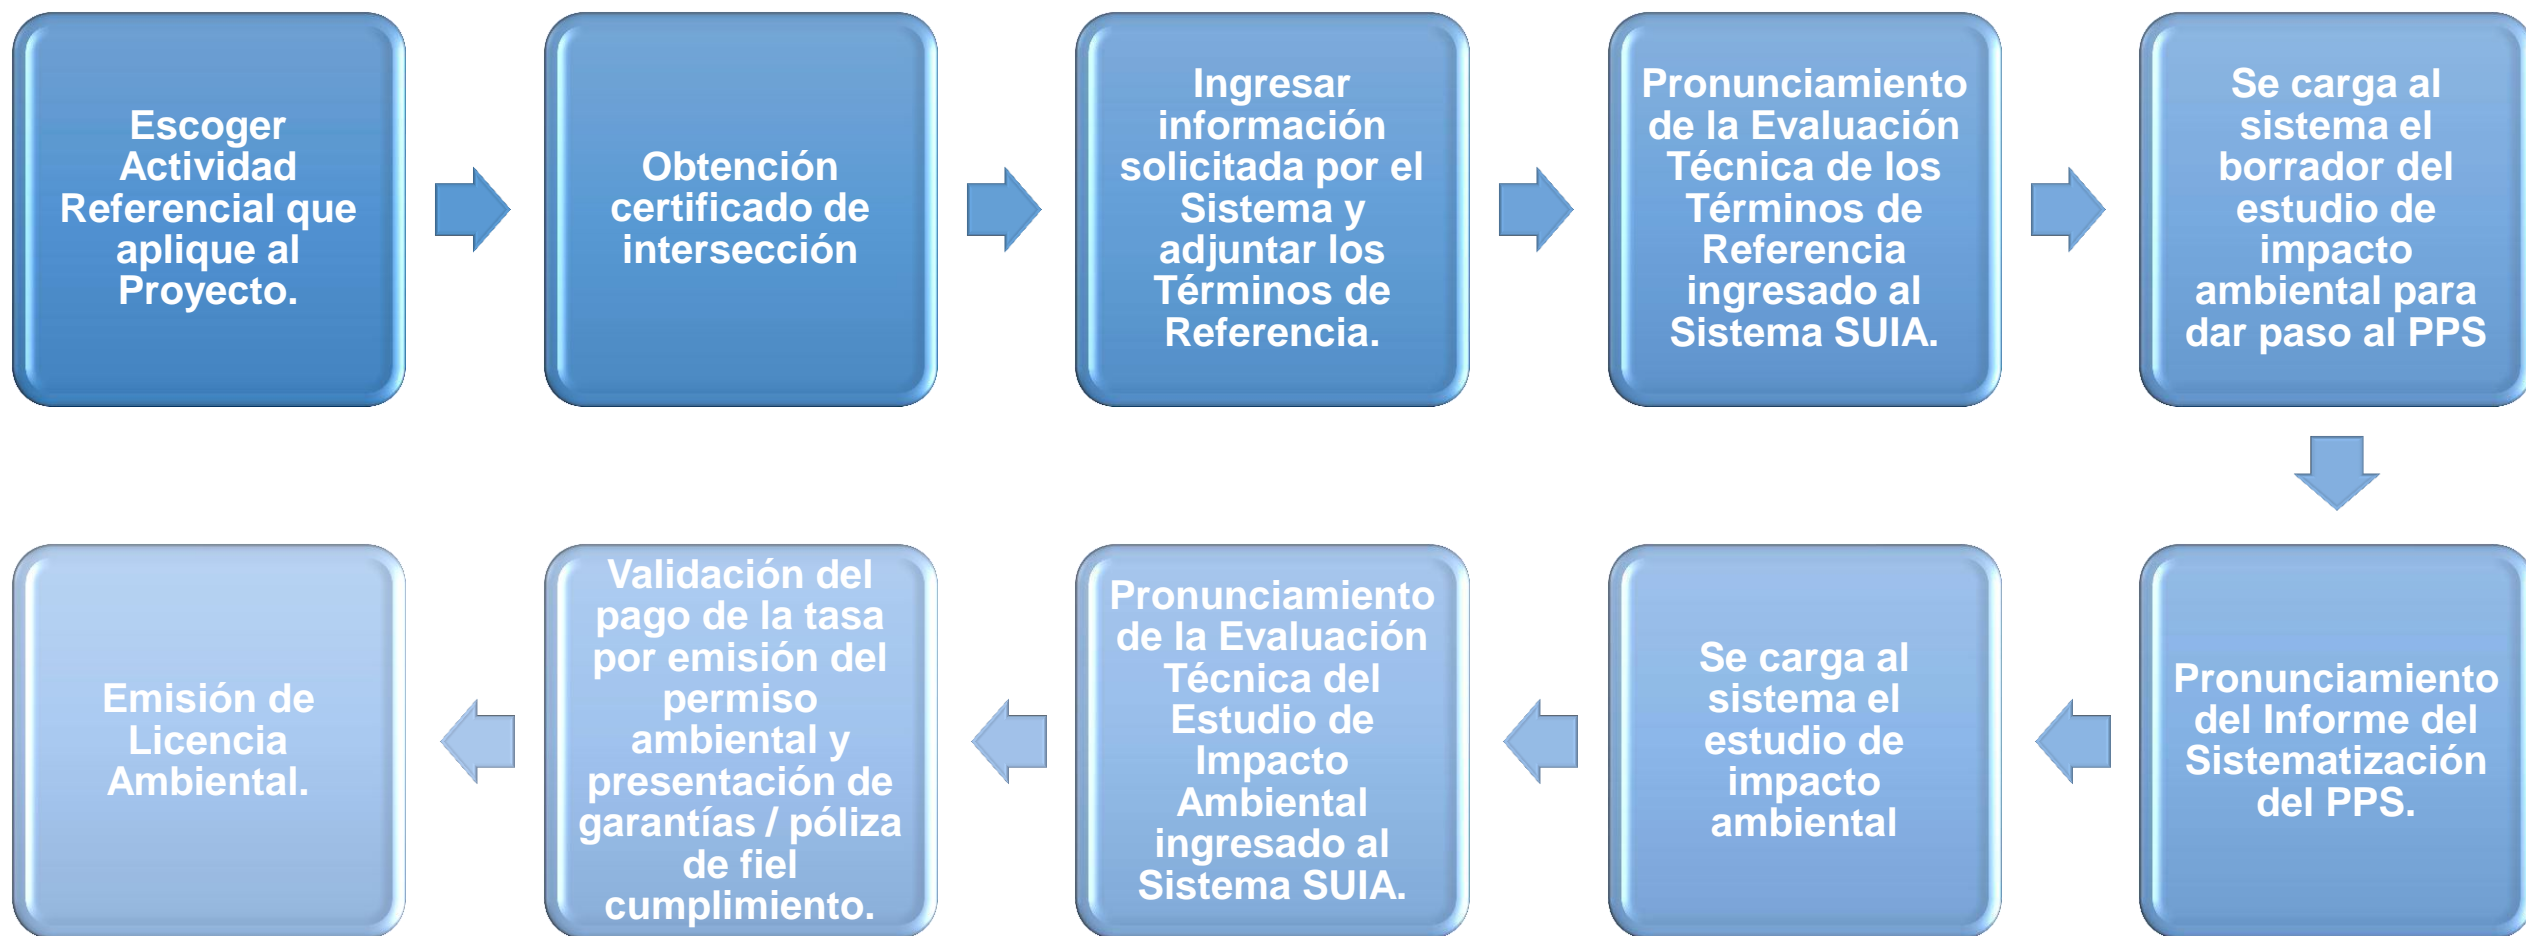 Escoger
Actividad
Referencial que
aplique al
Proyecto.
Obtención
certificado de
intersección
Ingresar
información
solicitada por el
Sistema y
adjuntar los
Términos de
Referencia.
Pronunciamiento
de la Evaluación
Técnica de los
Términos de
Referencia
ingresado al
Sistema SUIA.
Se carga al
sistema el
borrador del
estudio de
impacto
ambiental para
dar paso al PPS
Pronunciamiento
del Informe del
Sistematización
del PPS.
Se carga al
sistema el
estudio de
impacto
ambiental
Pronunciamiento
de la Evaluación
Técnica del
Estudio de
Impacto
Ambiental
ingresado al
Sistema SUIA.
Validación del
pago de la tasa
por emisión del
permiso
ambiental y
presentación de
garantías / póliza
de fiel
cumplimiento.
Emisión de
Licencia
Ambiental.